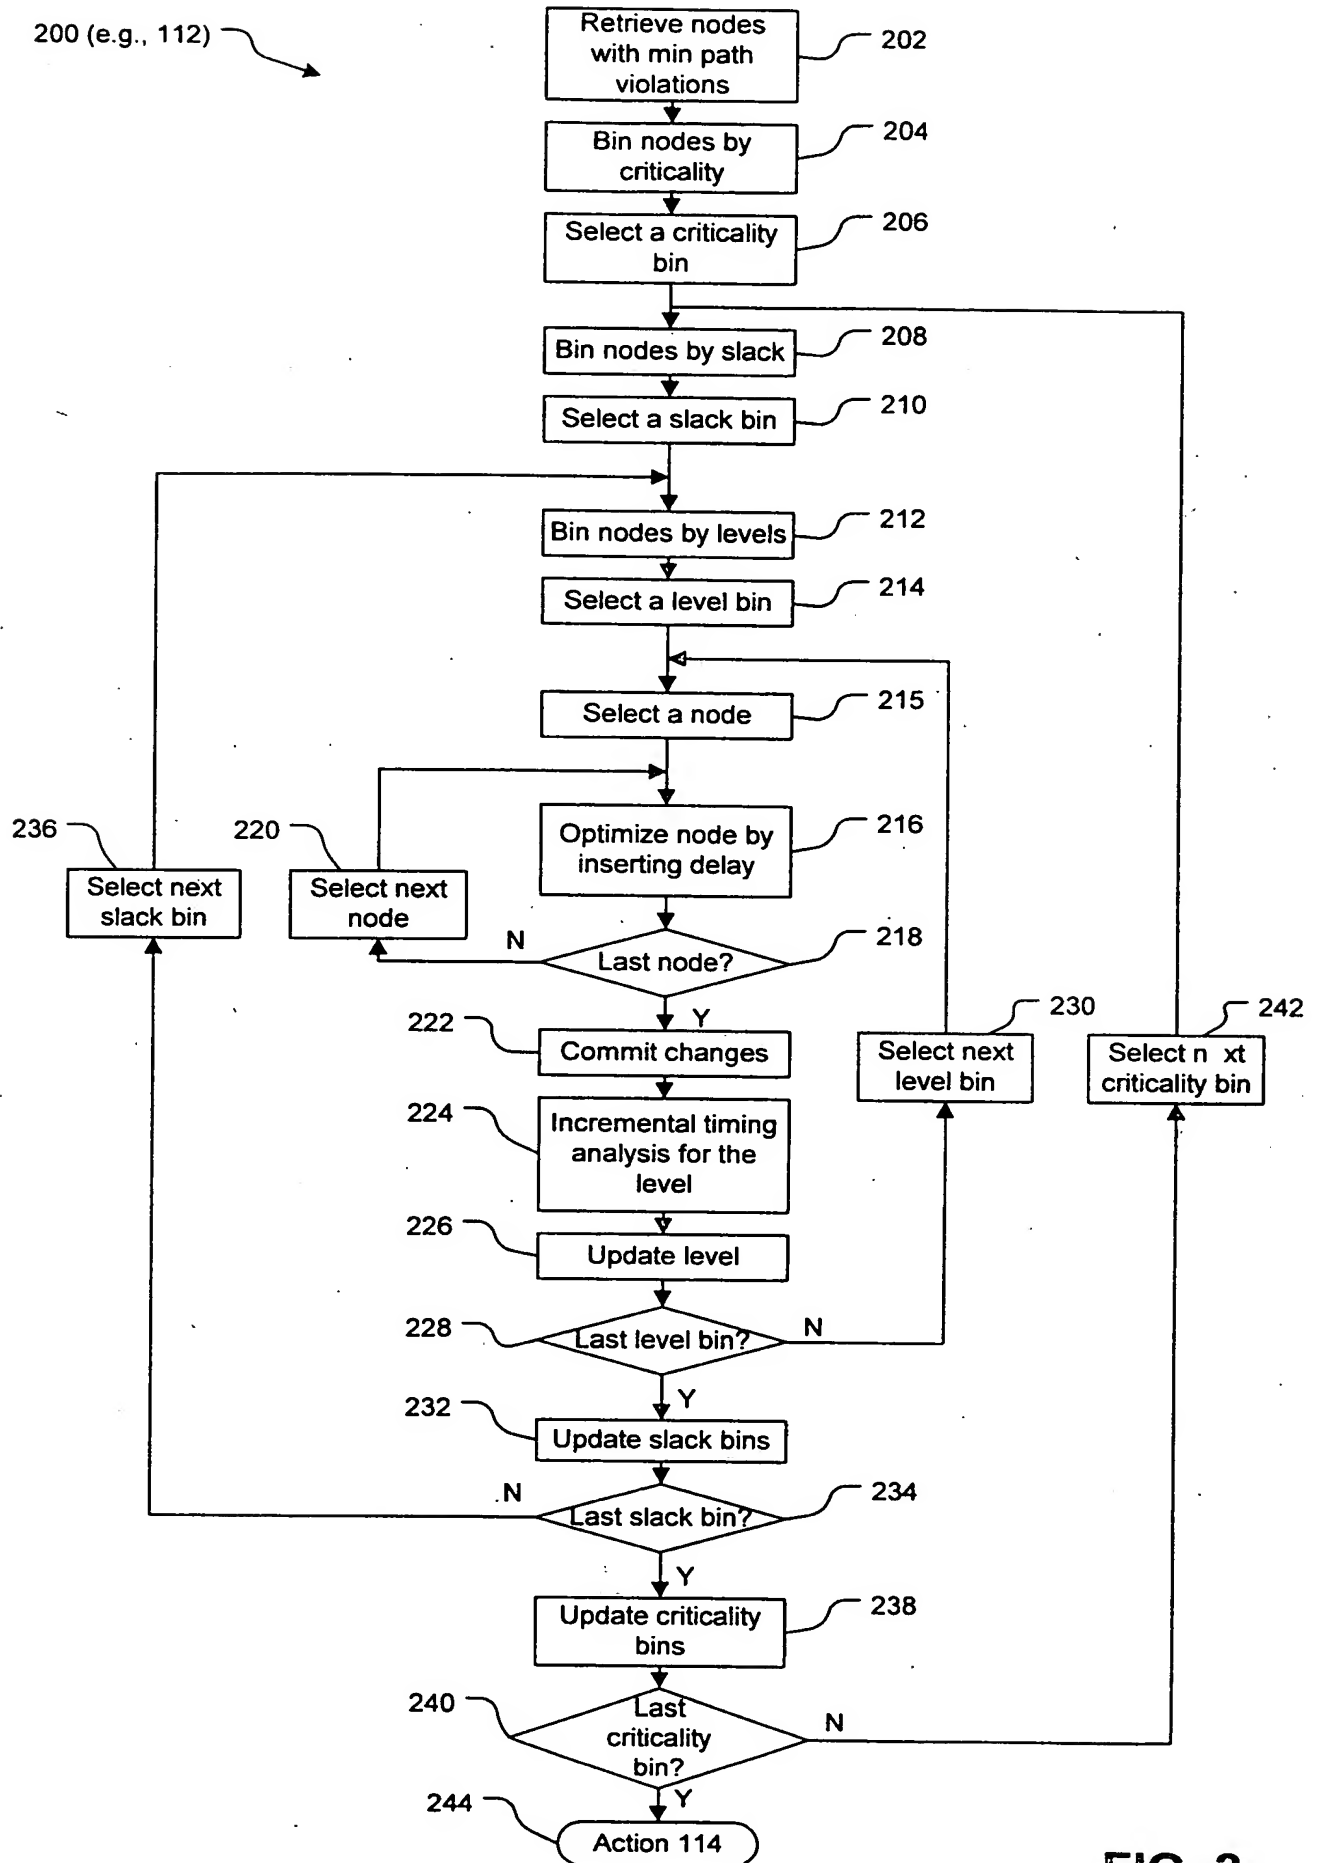 200 (e.g., 112)
Retrieve nodes
with min path
violations
202
Bin nodes by
criticality
204
Select a criticality
bin
206
Bin nodes by slack
208
Select a slack bin
210
Bin nodes by levels
212
Select a level bin
214
Select a node
215
Optimize node by
inserting delay
216
236
Select next
slack bin
220
Select next
node
N
Last node?
218
Y
222
Commit changes
230
Select next
level bin
242
Select n xt
criticality bin
224
Incremental timing
analysis for the
level
226
Update level
228
Last level bin?
N
Y
232
Update slack bins
N
Last slack bin?
234
Y
Update criticality
bins
238
240
Last
criticality
bin?
N
Y
244
Action 114